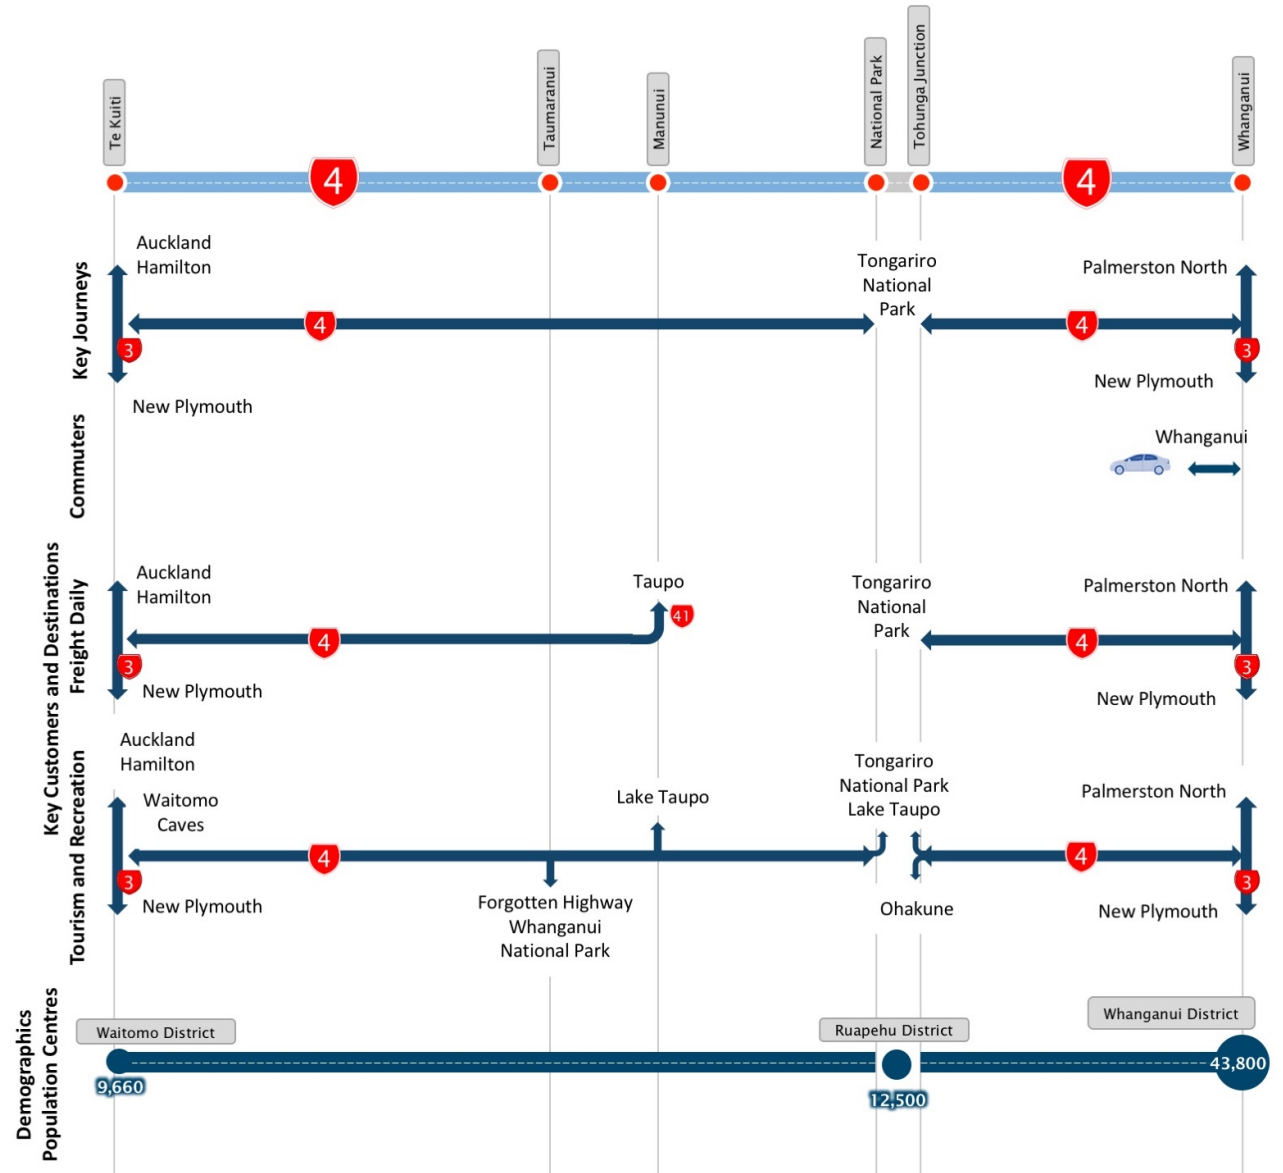 Te Kuiti
Taumaranui
Manunui
National Park
Tohunga Junction
Whanganui
4
4
Key Journeys
Auckland
Hamilton
4
3
New Plymouth
Tongariro
National
Park
Palmerston North
4
3
New Plymouth
Commuters
Whanganui
Key Customers and Destinations
Freight Daily
Auckland
Hamilton
4
3
New Plymouth
Taupo
41
Tongariro
National
Park
Palmerston North
4
3
New Plymouth
Tourism and Recreation
Auckland
Hamilton
Waitomo
Caves
4
3
New Plymouth
Forgotten Highway
Whanganui
National Park
Lake Taupo
Tongariro
National Park
Lake Taupo
Ohakune
Palmerston North
4
3
New Plymouth
Demographics
Population Centres
Waitomo District
9,660
Ruapehu District
12,500
Whanganui District
43,800